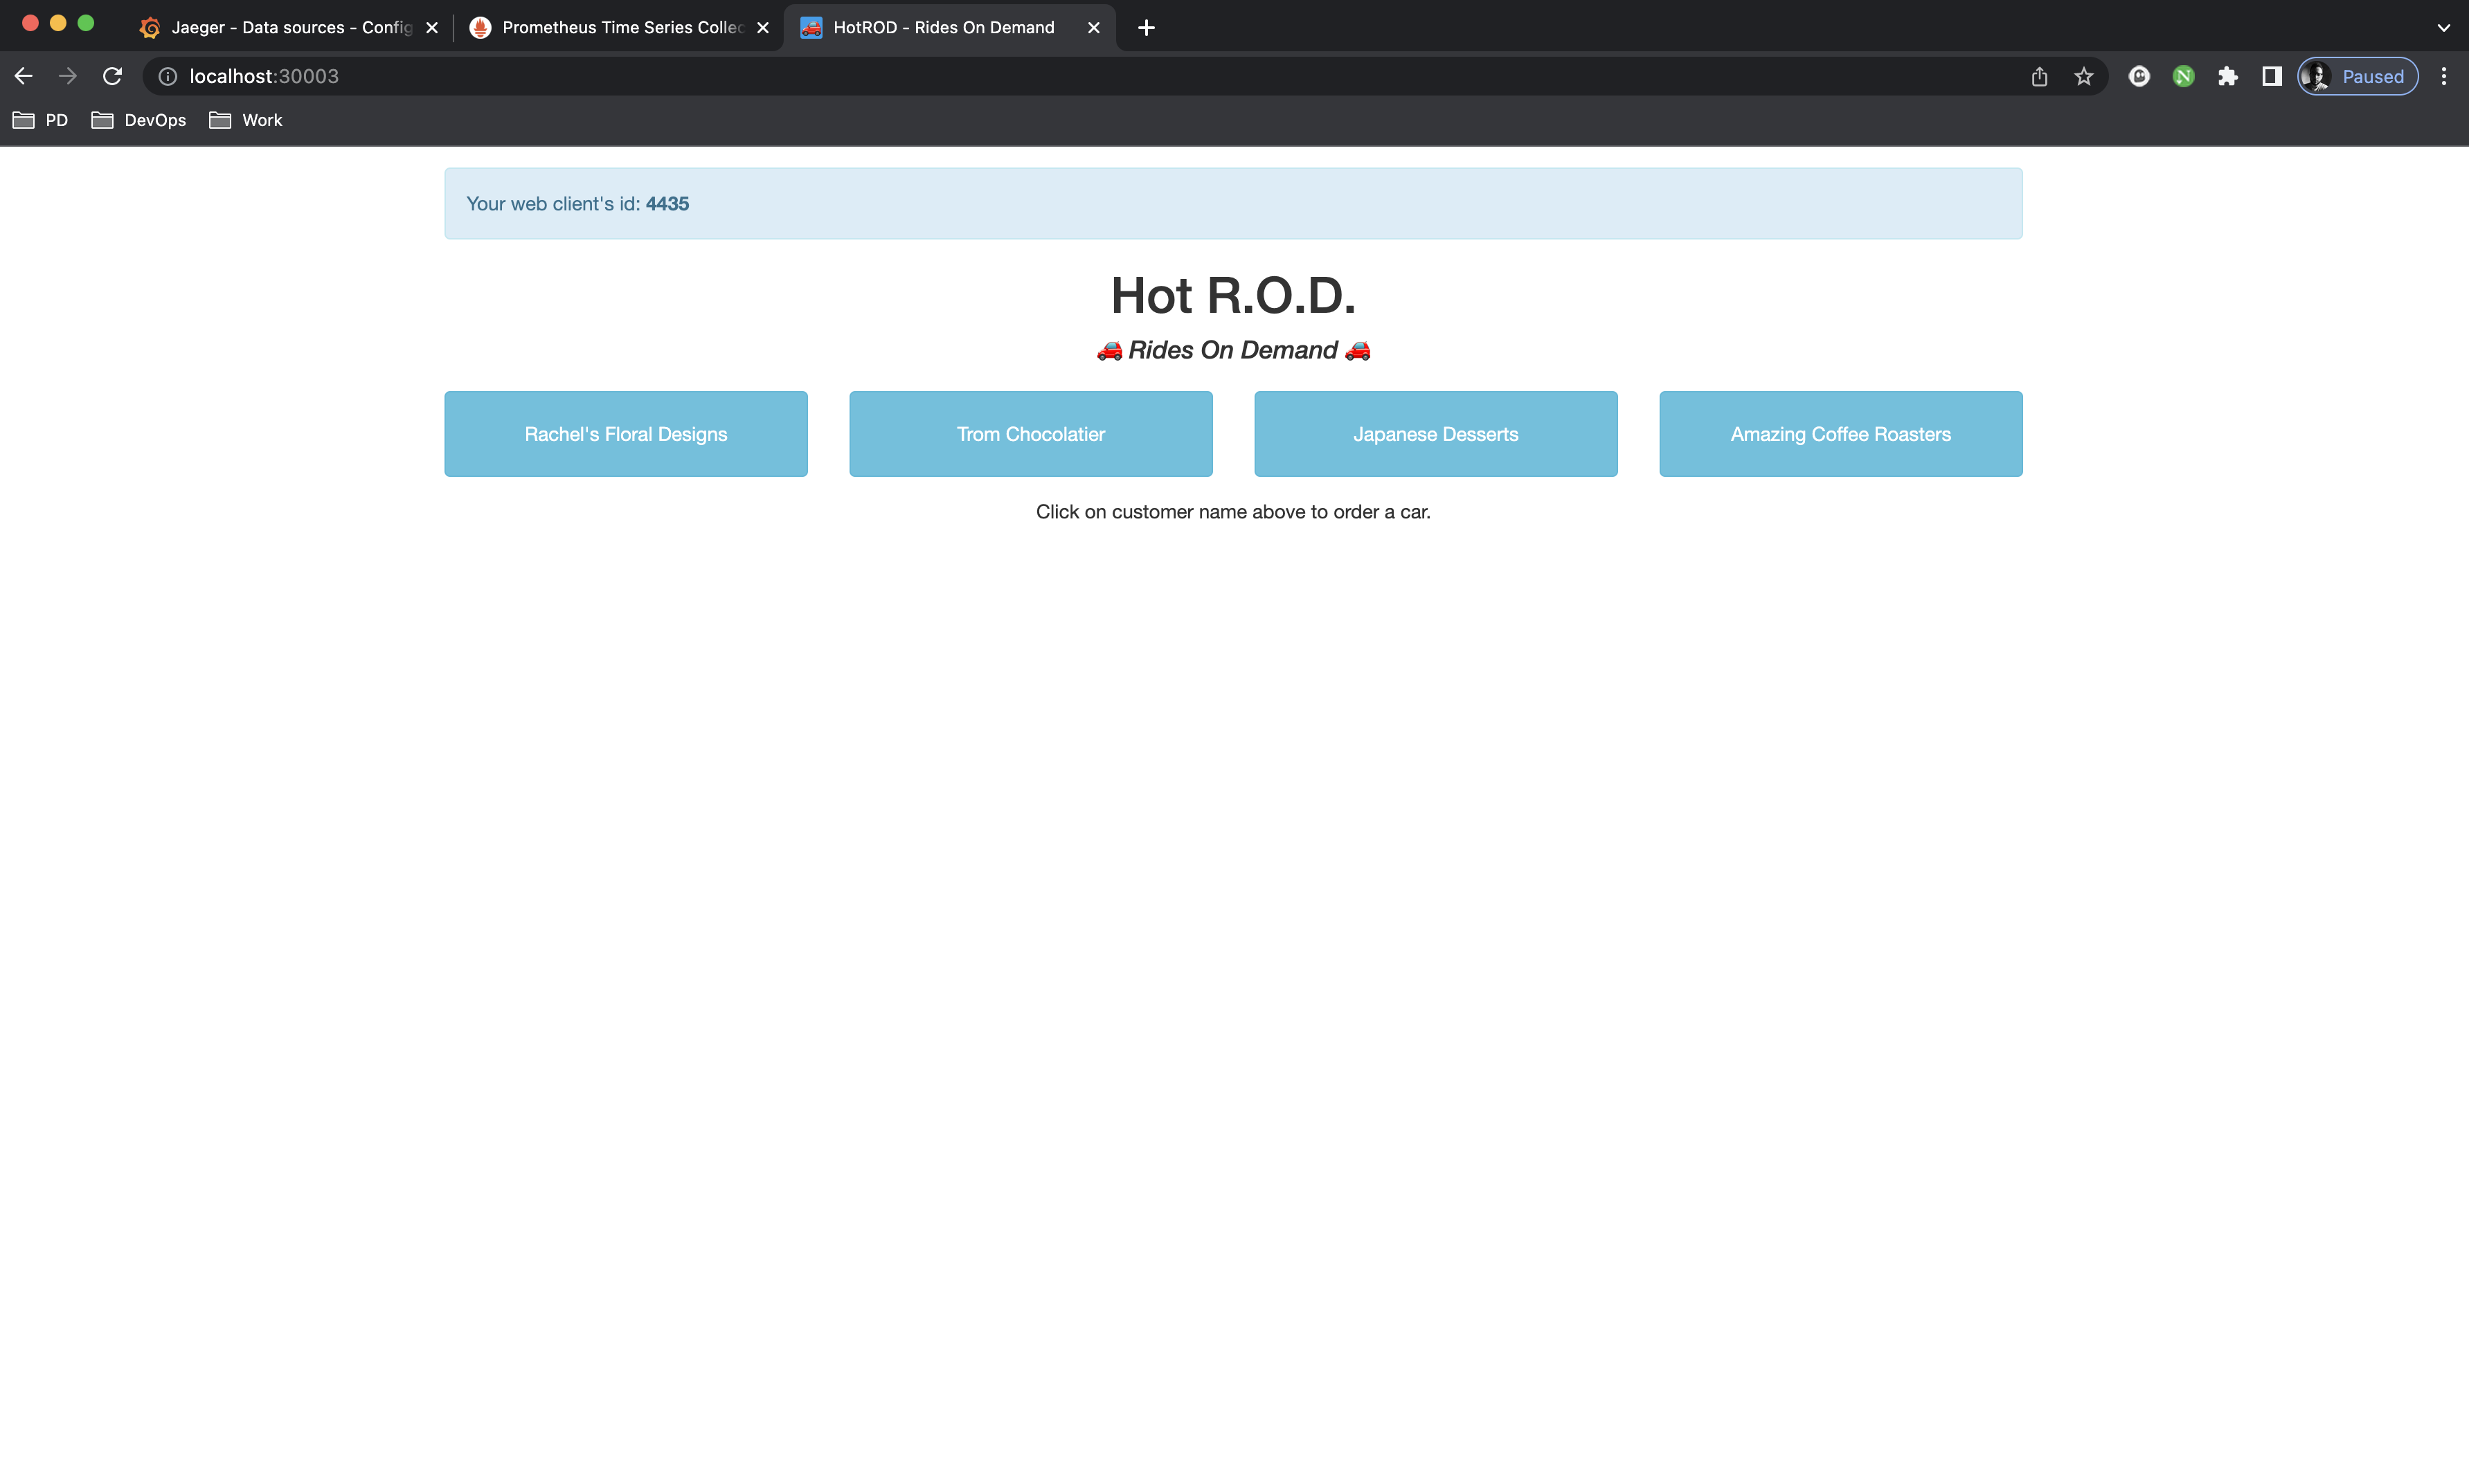 Jaeger - Data sources - Config
Prometheus Time Series Collec
HotROD - Rides On Demand
localhost:30003
Paused
PD
DevOps
Work
Your web client's id: 4435
Hot R.O.D.
🚗 Rides On Demand 🚗
Rachel's Floral Designs
Trom Chocolatier
Japanese Desserts
Amazing Coffee Roasters
Click on customer name above to order a car.